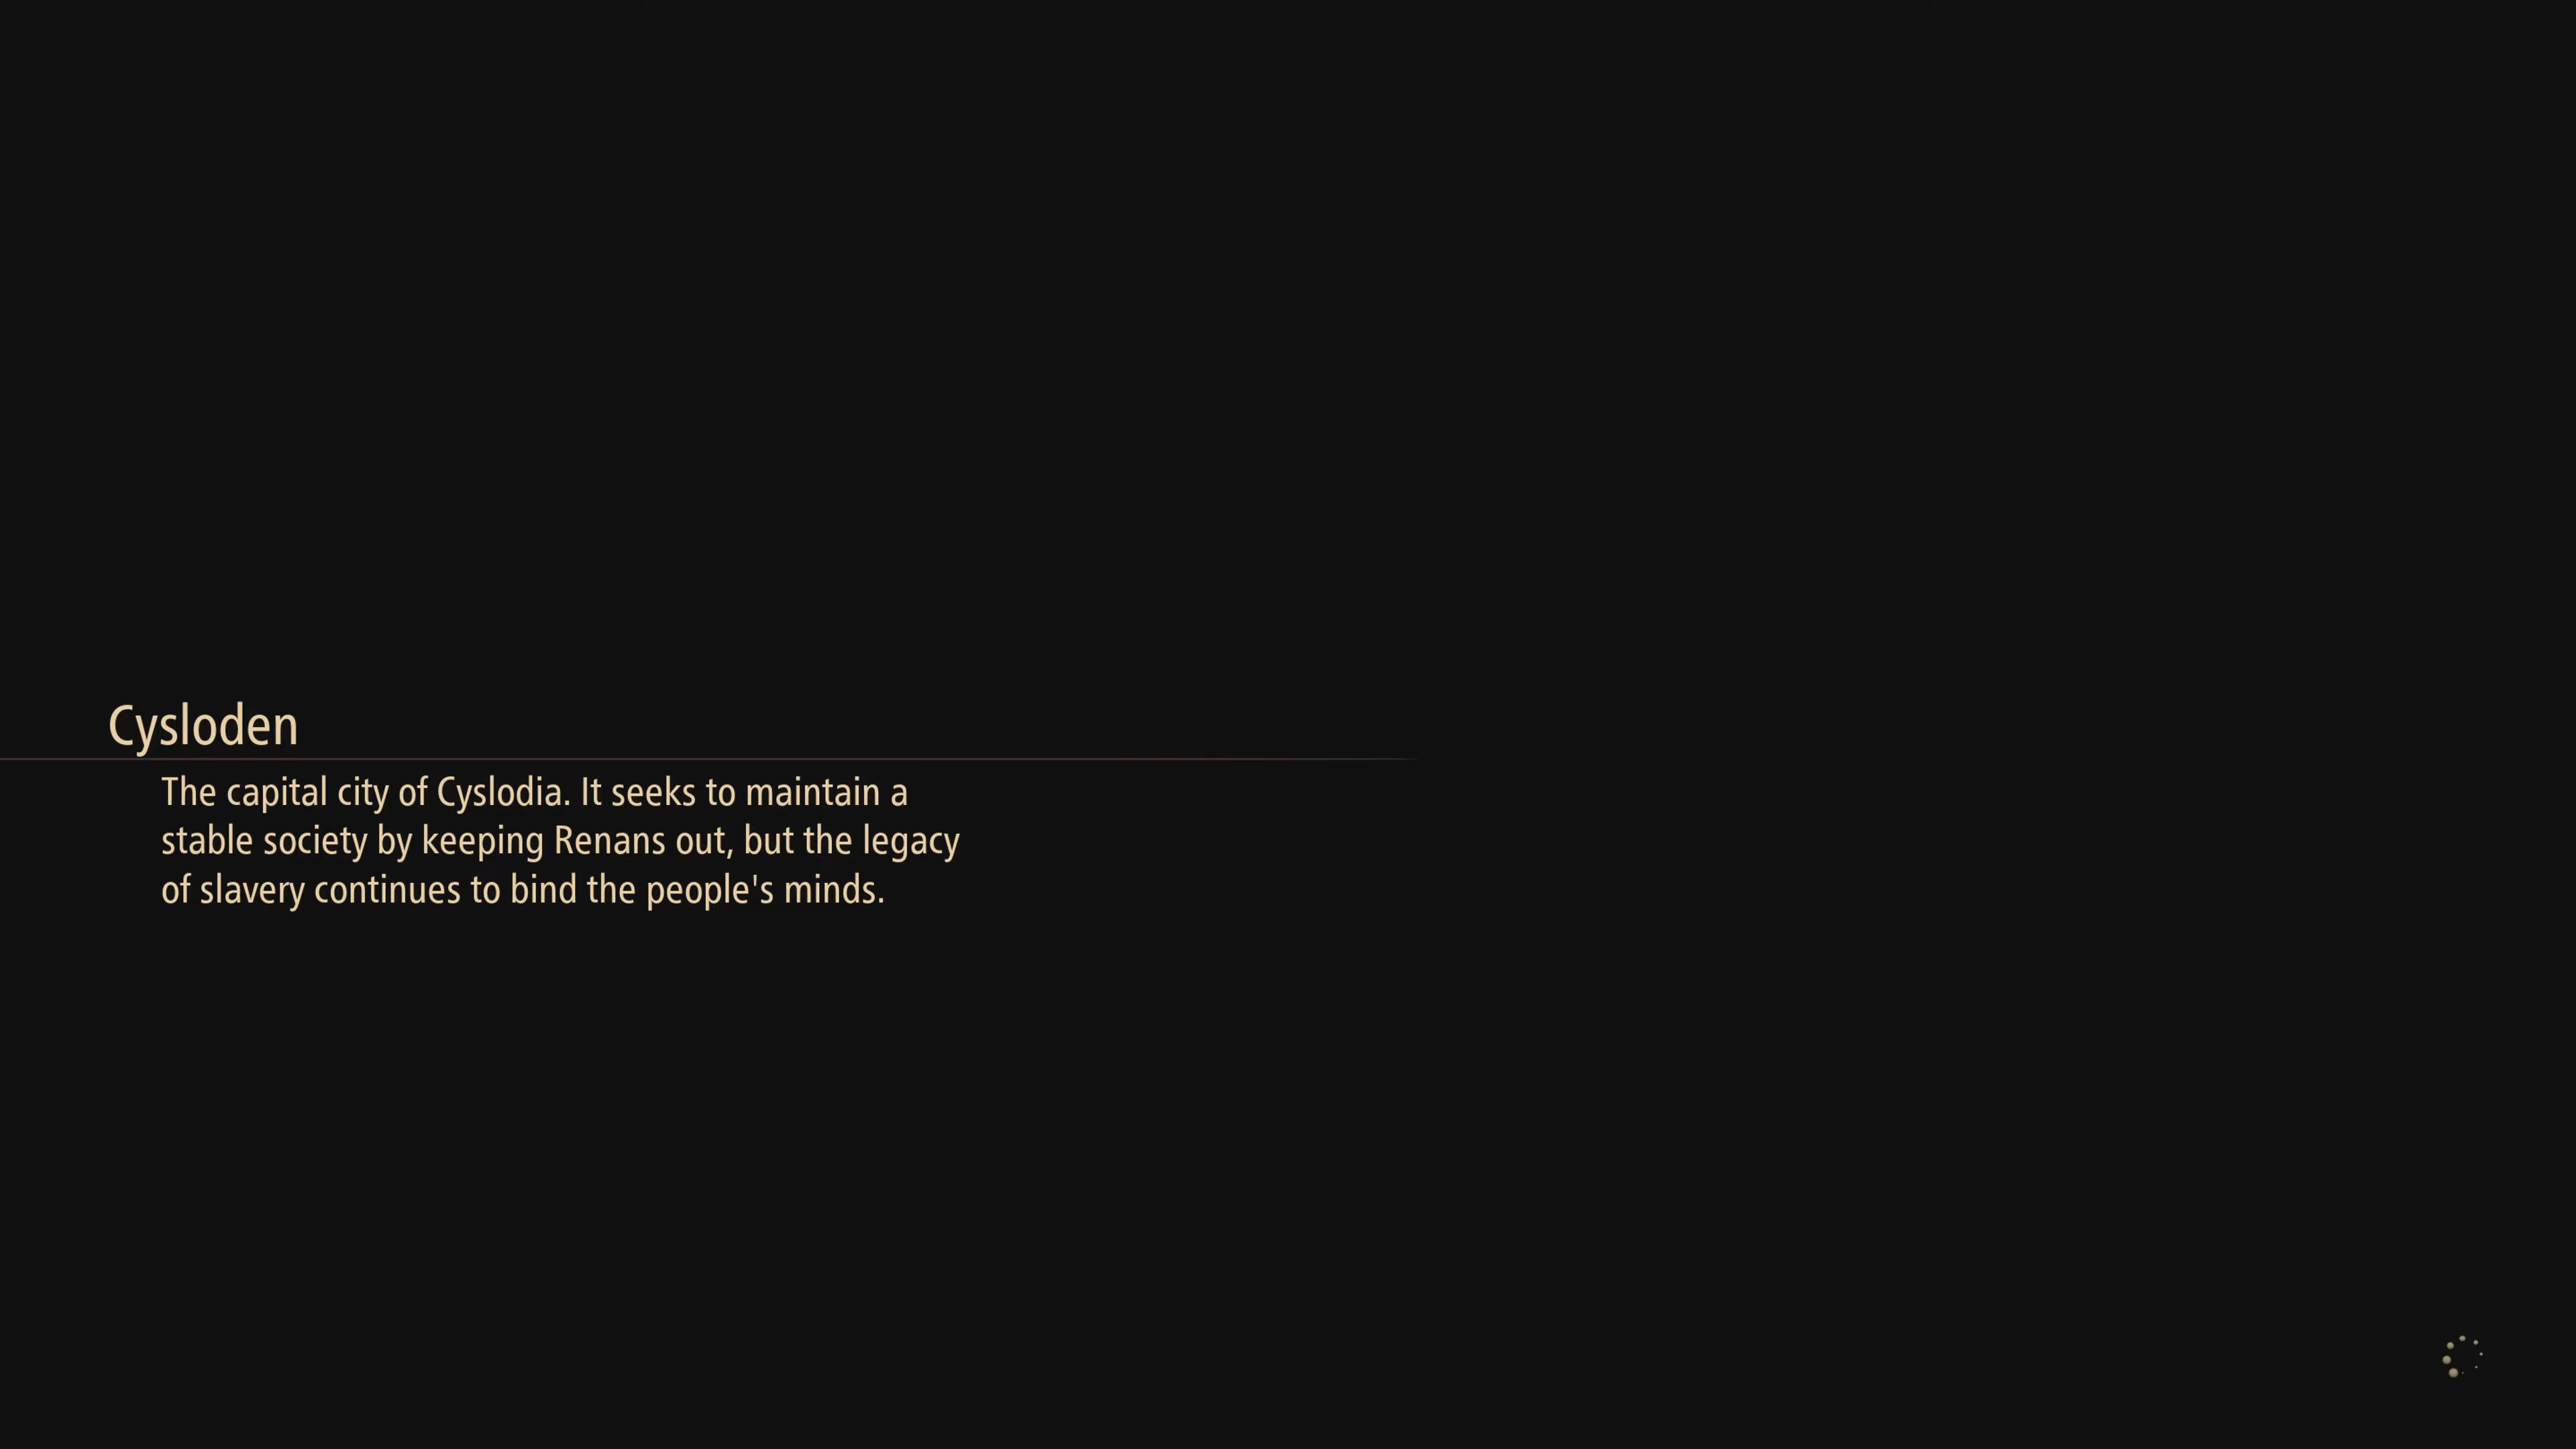 Cysloden
The capital city of Cyslodia. It seeks to maintain a
stable society by keeping Renans out, but the legacy
of slavery continues to bind the people's minds.